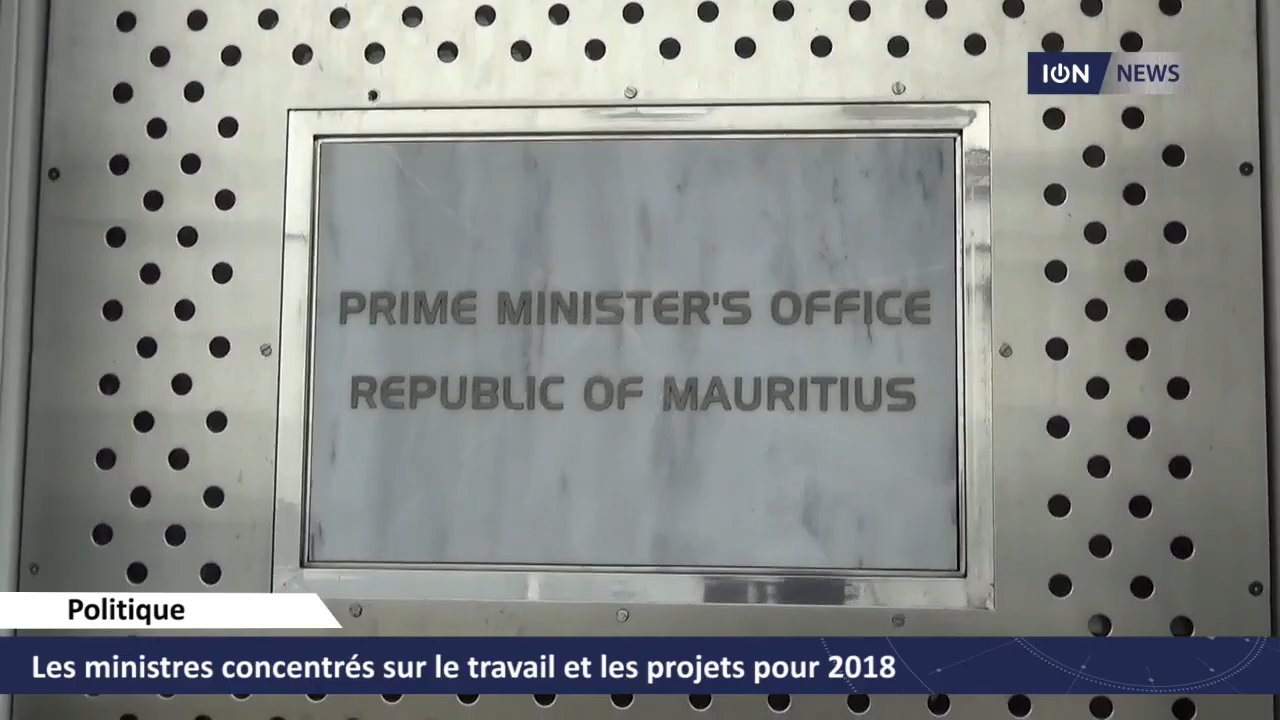 ION NEWS
PRIME MINISTER'S OFFICE
REPUBLIC OF MAURITIUS
Politique
Les ministres concentrés sur le travail et les projets pour 2018